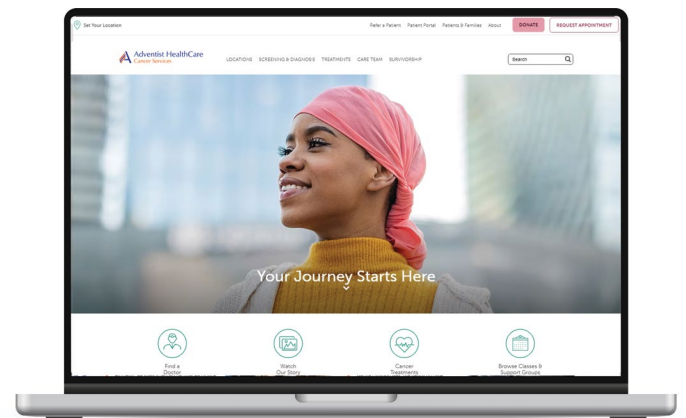 Set Your Location
Refer a Patient Patient Portal Patients & Families About DONATE REQUEST APPOINTMENT
Adventist HealthCare
Cancer Services
LOCATIONS SCREENING & DIAGNOSIS TREATMENTS CARE TEAM SURVIVORSHIP
Search
Your Journey Starts Here
Find a
Doctor
Watch
Our Story
Cancer
Treatments
Browse Classes &
Support Groups